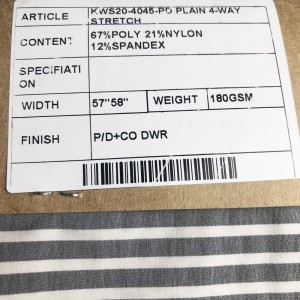 ARTICLE KWS20-4045-PD PLAIN 4-WAY
STRETCH
CONTENT 67%POLY 21%NYLON
12%SPANDEX
SPECIFIATI
ON
WIDTH 57"58" WEIGHT 180GSM
FINISH P/D+CO DWR